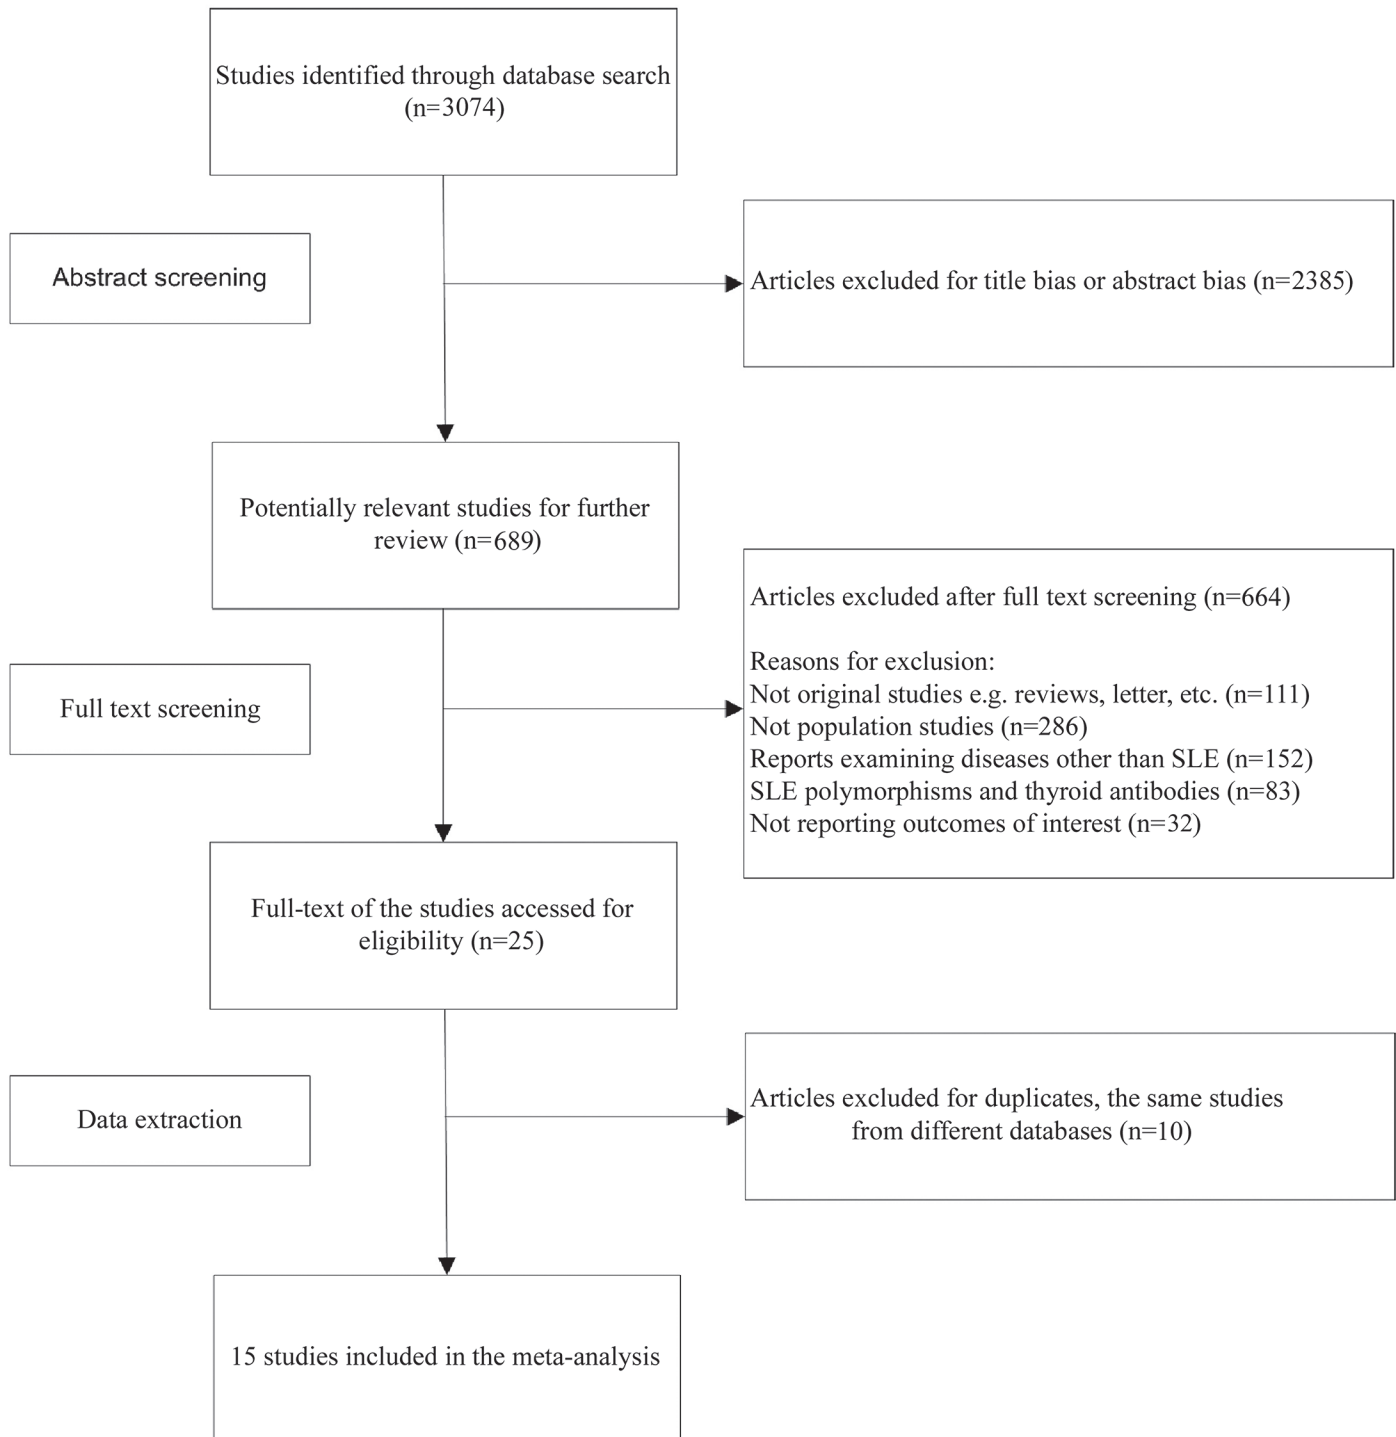 Studies identified through database search
(n=3074)
Abstract screening
Articles excluded for title bias or abstract bias (n=2385)
Potentially relevant studies for further
review (n=689)
Full text screening
Articles excluded after full text screening (n=664)
Reasons for exclusion:
Not original studies e.g. reviews, letter, etc. (n=111)
Not population studies (n=286)
Reports examining diseases other than SLE (n=152)
SLE polymorphisms and thyroid antibodies (n=83)
Not reporting outcomes of interest (n=32)
Full-text of the studies accessed for
eligibility (n=25)
Data extraction
Articles excluded for duplicates, the same studies
from different databases (n=10)
15 studies included in the meta-analysis